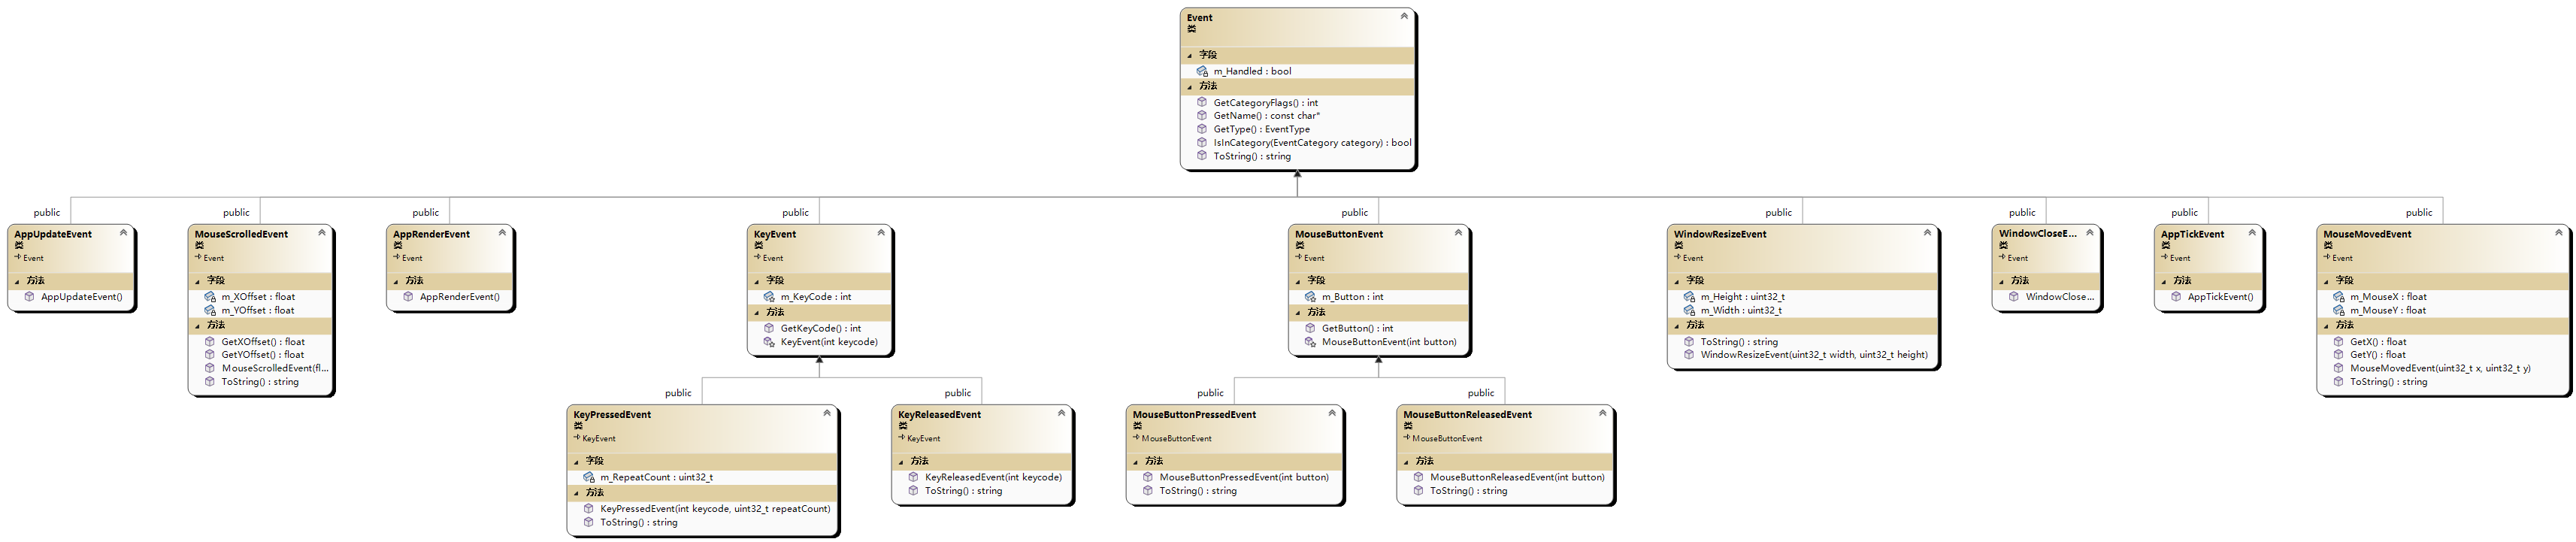 Event
类
字段
m_Handled : bool
方法
GetCategoryFlags() : int
GetName() : const char*
GetType() : EventType
IsInCategory(EventCategory category) : bool
ToString() : string
public
AppUpdateEvent
类
Event
方法
AppUpdateEvent()
public
MouseScrolledEvent
类
Event
字段
m_XOffset : float
m_YOffset : float
方法
GetXOffset() : float
GetYOffset() : float
MouseScrolledEvent(fl...
ToString() : string
public
AppRenderEvent
类
Event
方法
AppRenderEvent()
public
KeyEvent
类
Event
字段
m_KeyCode : int
方法
GetKeyCode() : int
KeyEvent(int keycode)
public
MouseButtonEvent
类
Event
字段
m_Button : int
方法
GetButton() : int
MouseButtonEvent(int button)
public
WindowResizeEvent
类
Event
字段
m_Height : uint32_t
m_Width : uint32_t
方法
ToString() : string
WindowResizeEvent(uint32_t width, uint32_t height)
public
WindowCloseE...
类
Event
方法
WindowClose...
public
AppTickEvent
类
Event
方法
AppTickEvent()
public
MouseMovedEvent
类
Event
字段
m_MouseX : float
m_MouseY : float
方法
GetX() : float
GetY() : float
MouseMovedEvent(uint32_t x, uint32_t y)
ToString() : string
public
KeyPressedEvent
类
KeyEvent
字段
m_RepeatCount : uint32_t
方法
KeyPressedEvent(int keycode, uint32_t repeatCount)
ToString() : string
public
KeyReleasedEvent
类
KeyEvent
方法
KeyReleasedEvent(int keycode)
ToString() : string
public
MouseButtonPressedEvent
类
MouseButtonEvent
方法
MouseButtonPressedEvent(int button)
ToString() : string
public
MouseButtonReleasedEvent
类
MouseButtonEvent
方法
MouseButtonReleasedEvent(int button)
ToString() : string